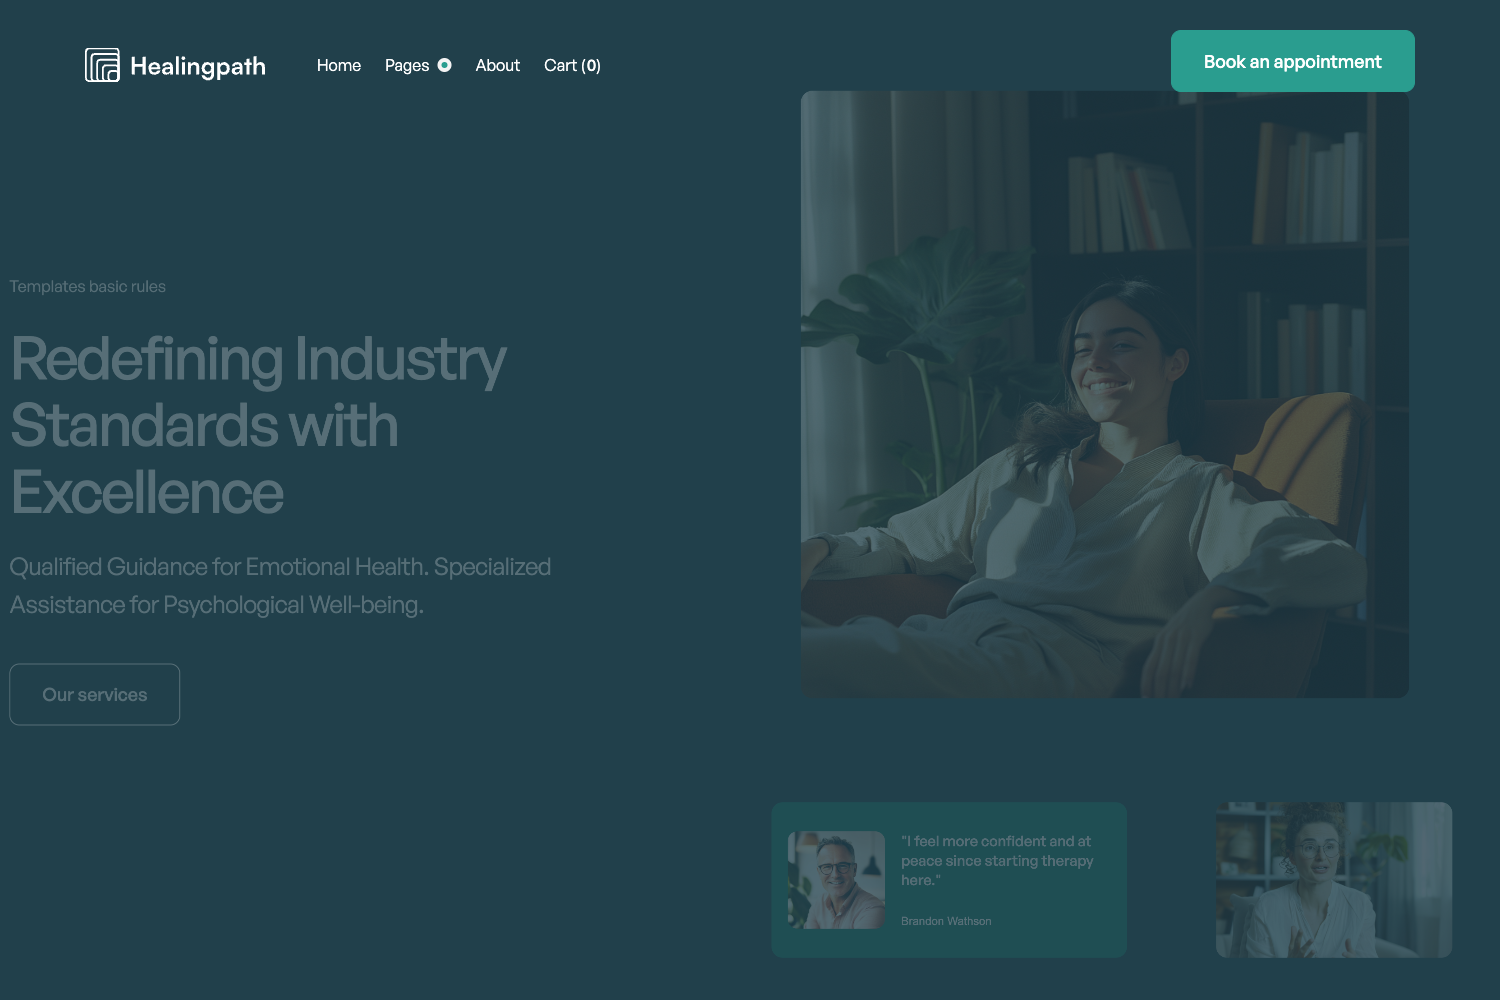 Healingpath
Home
Pages
About
Cart (0)
Book an appointment
Templates basic rules
Redefining Industry
Standards with
Excellence
Qualified Guidance for Emotional Health. Specialized
Assistance for Psychological Well-being.
Our services
"I feel more confident and at
peace since starting therapy
here."
Brandon Wathson